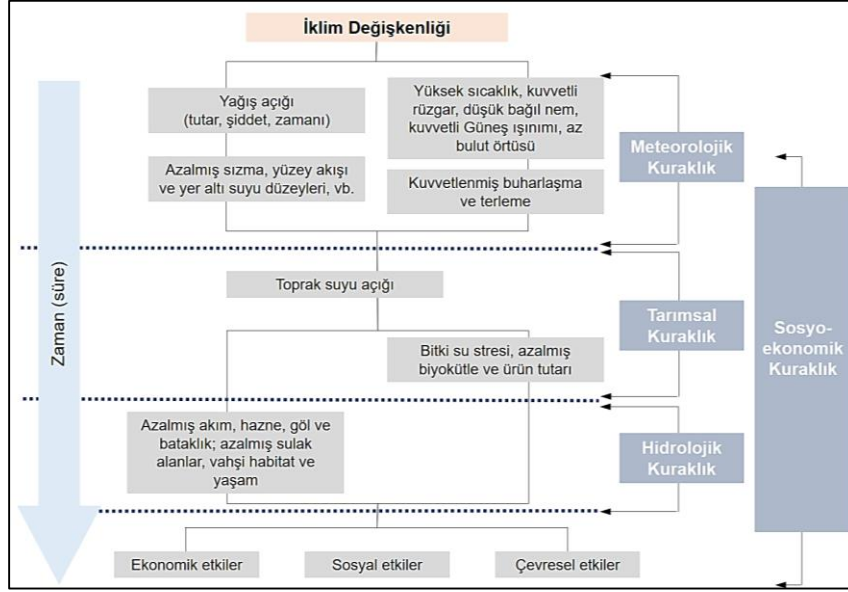 İklim Değişkenliği
Yağış açığı
(tutar, şiddet, zamanı)
Yüksek sıcaklık, kuvvetli
rüzgar, düşük bağıl nem,
kuvvetli Güneş ışınımı, az
bulut örtüsü
Azalmış sızma, yüzey akışı
ve yer altı suyu düzeyleri, vb.
Kuvvetlenmiş buharlaşma
ve terleme
Meteorolojik
Kuraklık
Toprak suyu açığı
Bitki su stresi, azalmış
biyokütle ve ürün tutarı
Tarımsal
Kuraklık
Azalmış akım, hazne, göl ve
bataklık; azalmış sulak
alanlar, vahşi habitat ve
yaşam
Hidrolojik
Kuraklık
Sosyo-
ekonomik
Kuraklık
Zaman (süre)
Ekonomik etkiler
Sosyal etkiler
Çevresel etkiler